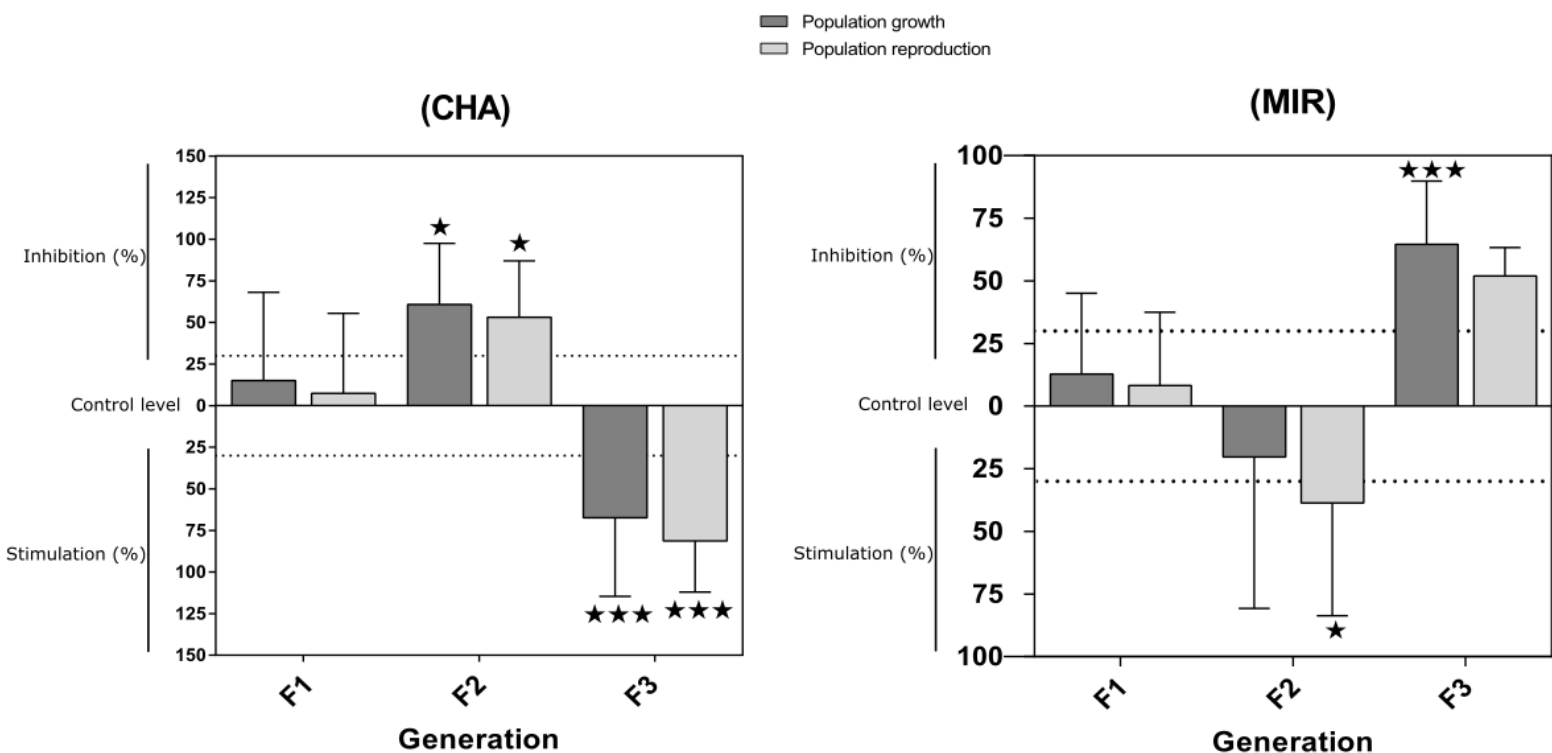 Population growth
Population reproduction
(CHA)
150
125
100
75
50
25
0
25
50
75
100
125
150
Inhibition (%)
Control level
Stimulation (%)
★
★
★★★
★★★
F1
F2
F3
Generation
(MIR)
100
75
50
25
0
25
50
75
100
Inhibition (%)
Control level
Stimulation (%)
★★★
★
F1
F2
F3
Generation